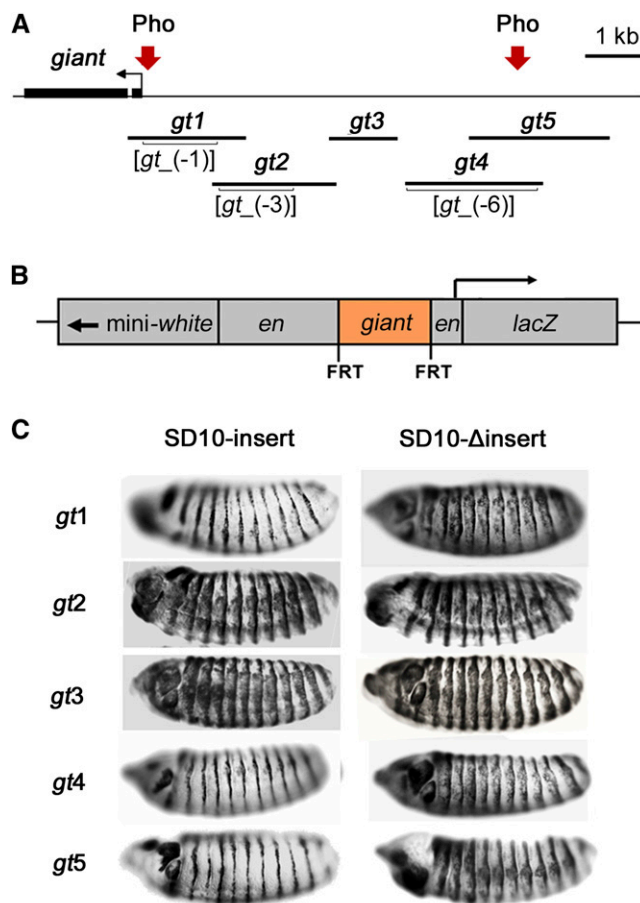 A
Pho Pho
1 kb
giant
gt1 gt3 gt5
[gt_(-1)] gt2 gt4
[gt_(-3)] [gt_(-6)]
B
mini-white en giant en lacZ
FRT FRT
C
SD10-insert SD10-Δinsert
gt1
gt2
gt3
gt4
gt5